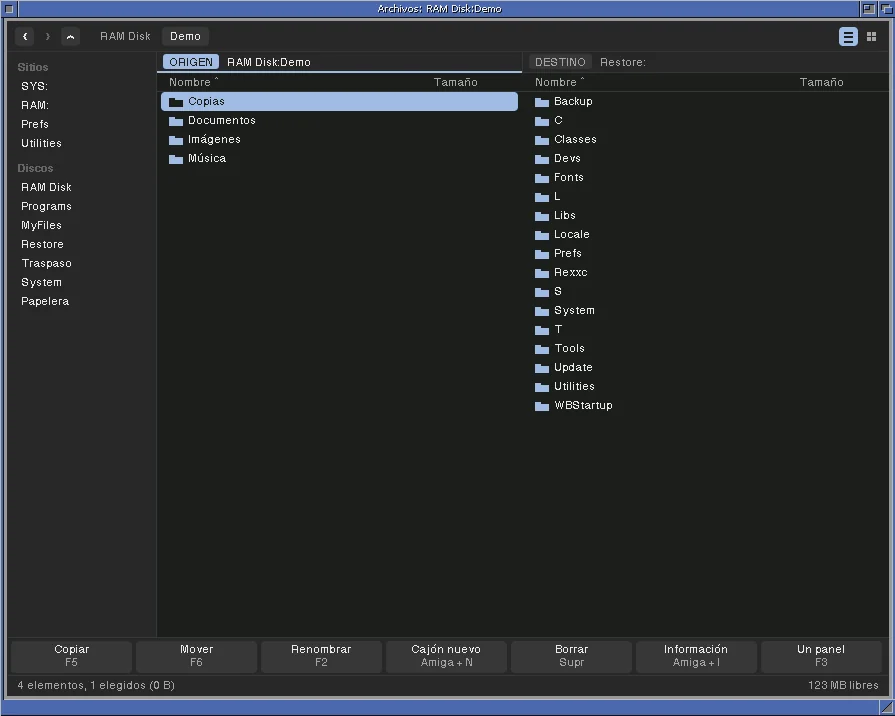 Archivos: RAM Disk:Demo
RAM Disk Demo
Sitios
SYS:
RAM:
Prefs
Utilities
Discos
RAM Disk
Programs
MyFiles
Restore
Traspaso
System
Papelera
ORIGEN RAM Disk:Demo
Nombre ^ Tamaño
Copias
Documentos
Imágenes
Música
DESTINO Restore:
Nombre ^ Tamaño
Backup
C
Classes
Devs
Fonts
L
Libs
Locale
Prefs
Rexxc
S
System
T
Tools
Update
Utilities
WBStartup
Copiar
F5
Mover
F6
Renombrar
F2
Cajón nuevo
Amiga + N
Borrar
Supr
Información
Amiga + I
Un panel
F3
4 elementos, 1 elegidos (0 B)
123 MB libres